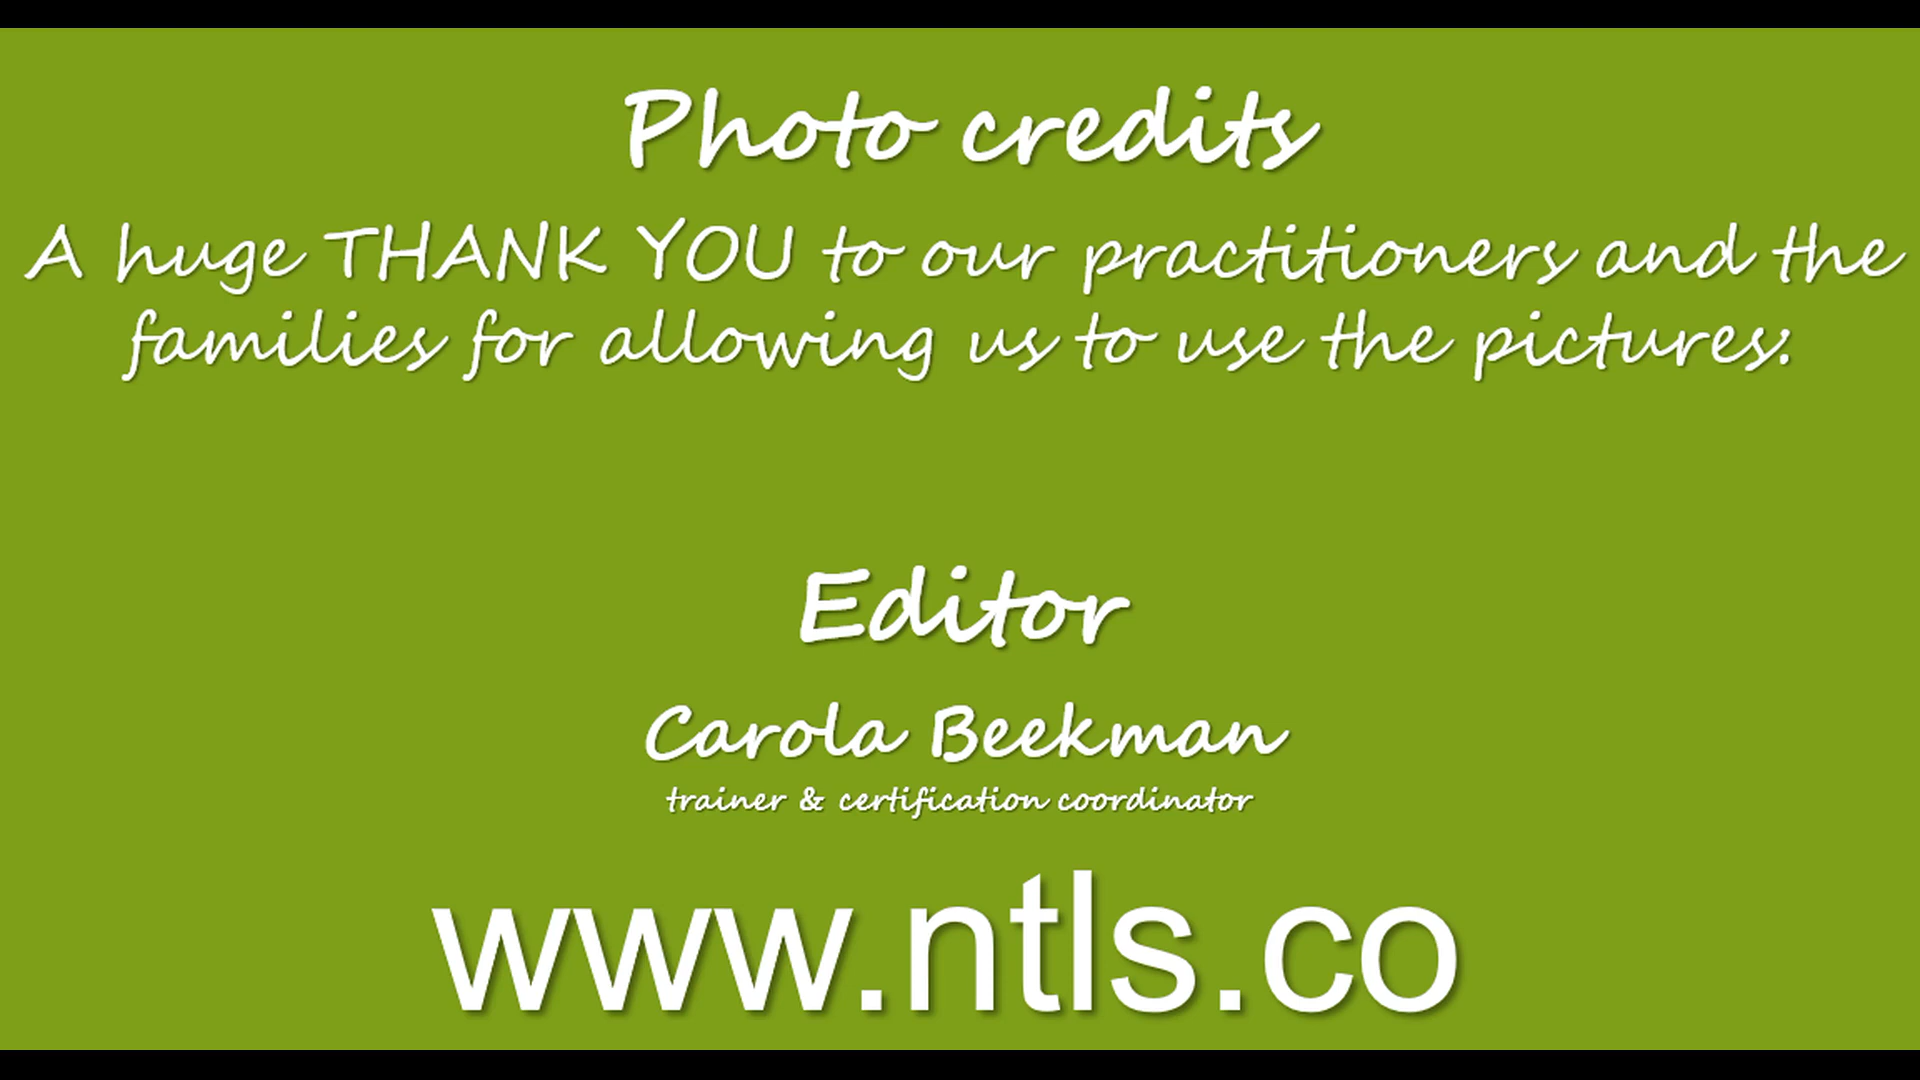 Photo credits
A huge THANK YOU to our practitioners and the
families for allowing us to use the pictures:
Editor
Carola Beekman
trainer & certification coordinator
www.ntls.co